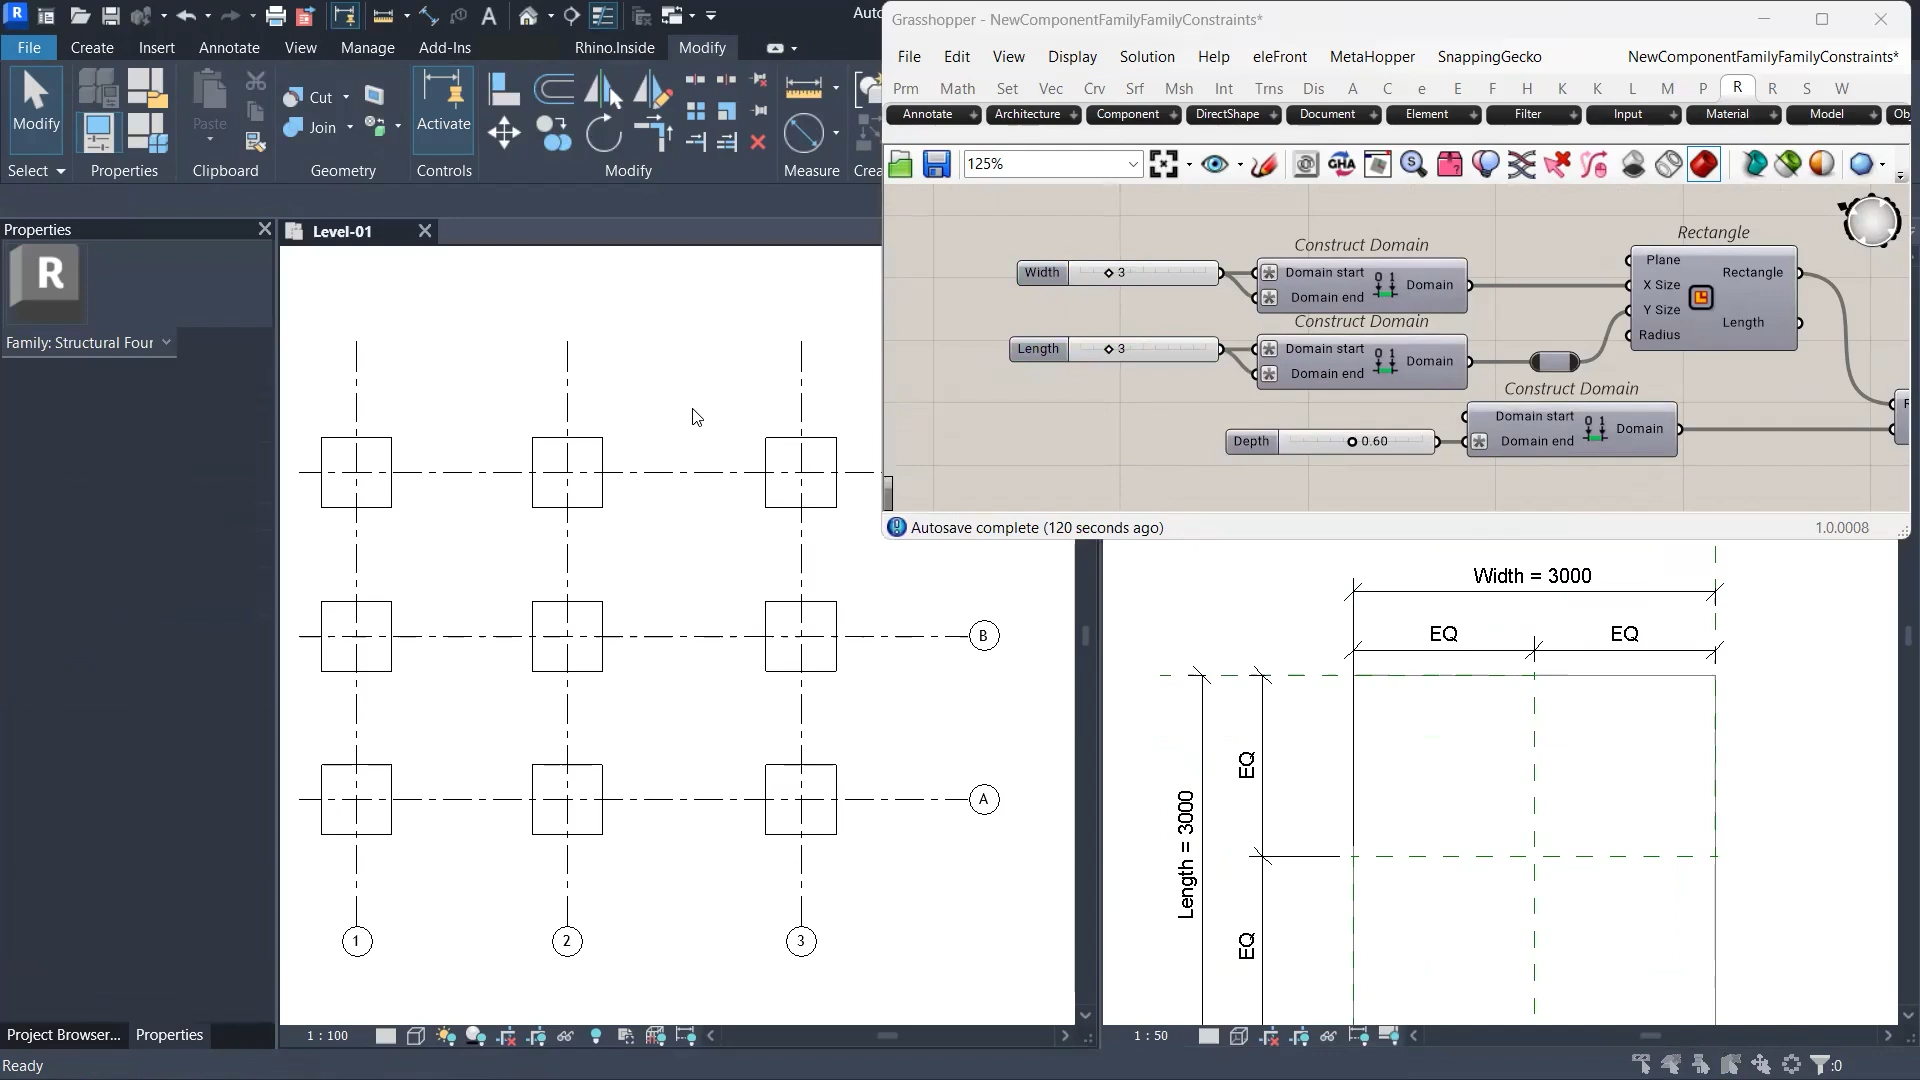 Auto
File Create Insert Annotate View Manage Add-Ins Rhino.Inside Modify
Modify
Paste
Cut
Join
Activate
Select Properties Clipboard Geometry Controls Modify Measure Crea
Properties
Level-01
Family: Structural Four
Grasshopper - NewComponentFamilyFamilyConstraints*
File Edit View Display Solution Help eleFront MetaHopper SnappingGecko NewComponentFamilyFamilyConstraints*
Prm Math Set Vec Crv Srf Msh Int Trns Dis A C e E F H K K L M P R R S W
Annotate Architecture Component DirectShape Document Element Filter Input Material Model Ob
125%
GHA
Construct Domain
Width 3
Domain start
Domain end
Domain
Construct Domain
Length 3
Domain start
Domain end
Domain
Rectangle
Plane
X Size
Y Size
Radius
Rectangle
Length
Construct Domain
Depth 0.60
Domain start
Domain end
Domain
Autosave complete (120 seconds ago) 1.0.0008
B
A
1 2 3
Width = 3000
EQ EQ
Length = 3000
EQ
EQ
Project Browser... Properties
1 : 100
1 : 50
Ready
:0